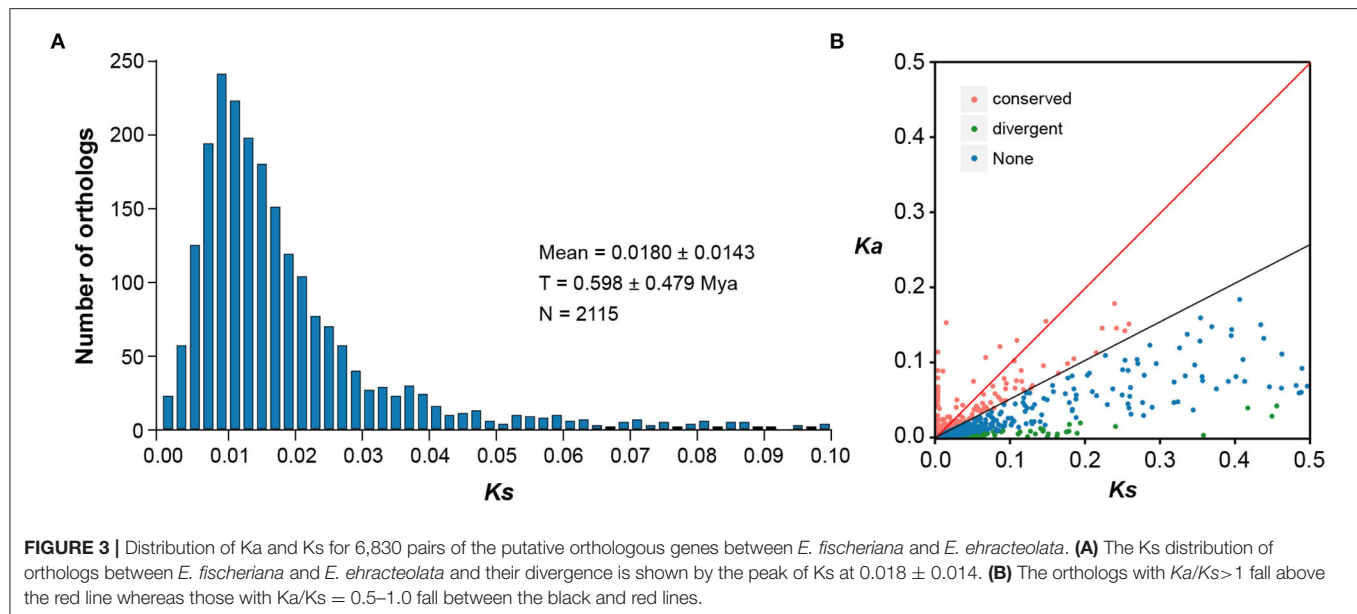 A
Number of orthologs
250
200
150
100
50
0
0.00 0.01 0.02 0.03 0.04 0.05 0.06 0.07 0.08 0.09 0.10
Ks
Mean = 0.0180 ± 0.0143
T = 0.598 ± 0.479 Mya
N = 2115
B
Ka
0.5
0.4
0.3
0.2
0.1
0.0
0.0 0.1 0.2 0.3 0.4 0.5
Ks
conserved
divergent
None
FIGURE 3 | Distribution of Ka and Ks for 6,830 pairs of the putative orthologous genes between E. fischeriana and E. ehracteolata. (A) The Ks distribution of
orthologs between E. fischeriana and E. ehracteolata and their divergence is shown by the peak of Ks at 0.018 ± 0.014. (B) The orthologs with Ka/Ks>1 fall above
the red line whereas those with Ka/Ks = 0.5–1.0 fall between the black and red lines.